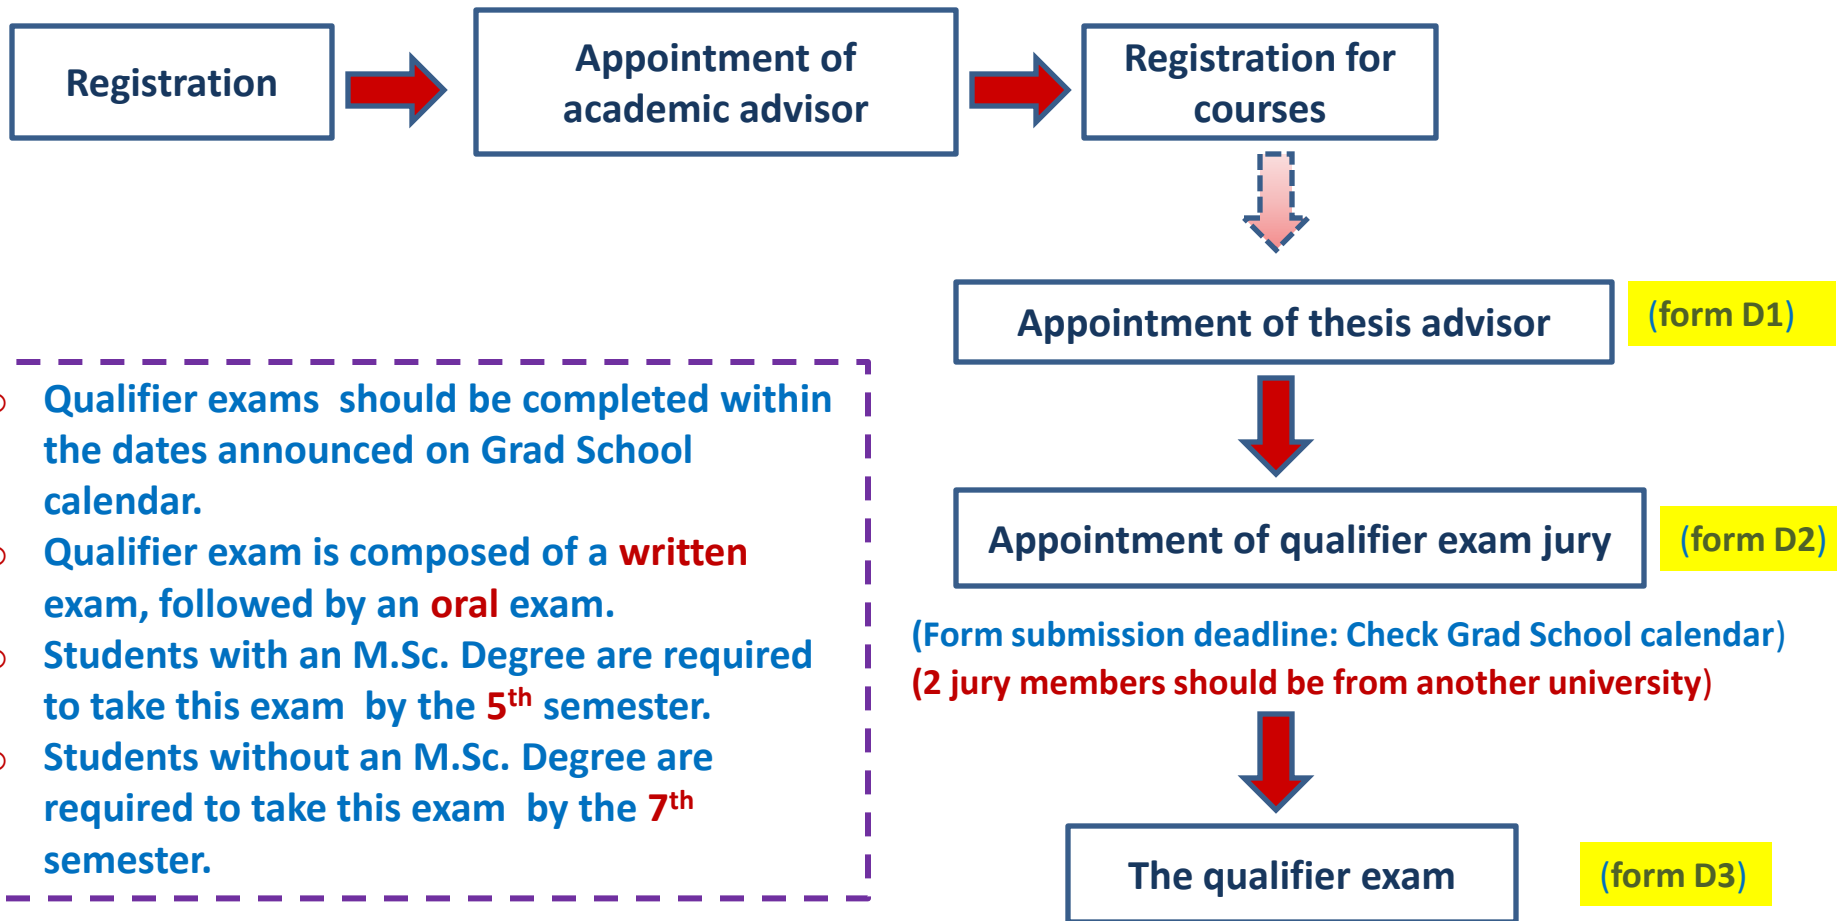 Registration
Appointment of
academic advisor
Registration for
courses
Appointment of thesis advisor
(form D1)
Appointment of qualifier exam jury
(form D2)
(Form submission deadline: Check Grad School calendar)
(2 jury members should be from another university)
The qualifier exam
(form D3)
Qualifier exams should be completed within
the dates announced on Grad School
calendar.
Qualifier exam is composed of a written
exam, followed by an oral exam.
Students with an M.Sc. Degree are required
to take this exam by the 5th semester.
Students without an M.Sc. Degree are
required to take this exam by the 7th
semester.